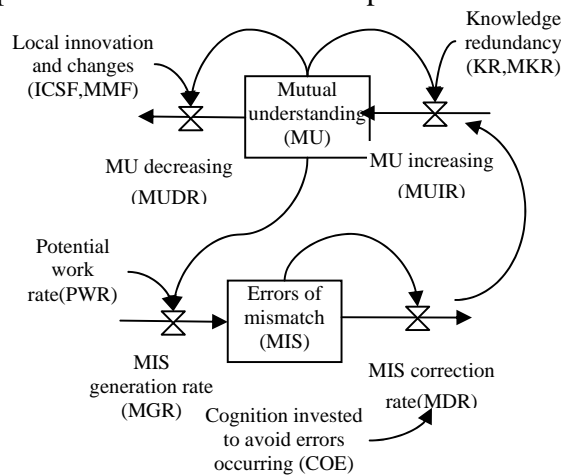 Local innovation
and changes
(ICSF,MMF)
Knowledge
redundancy
(KR,MKR)
Mutual
understanding
(MU)
MU decreasing
(MUDR)
MU increasing
(MUIR)
Potential
work
rate(PWR)
Errors of
mismatch
(MIS)
MIS
generation rate
(MGR)
MIS correction
rate(MDR)
Cognition invested
to avoid errors
occurring (COE)